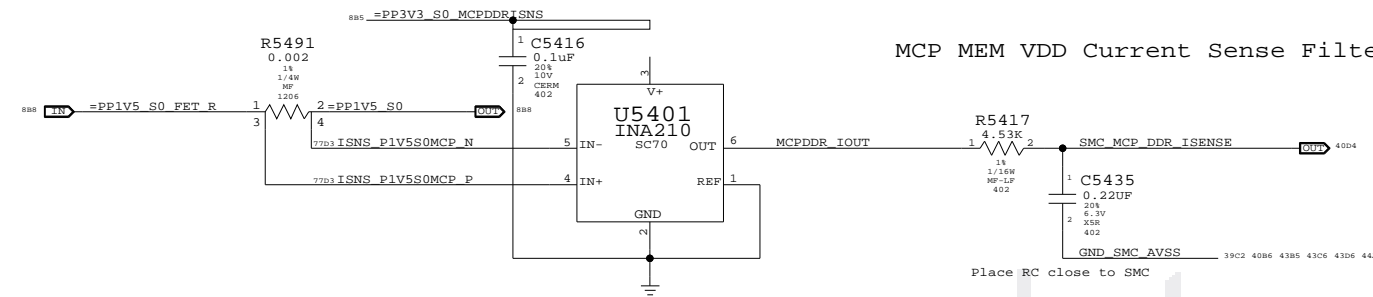 8B5 =PP3V3_S0_MCPDDRISNS
MCP MEM VDD Current Sense Filte
R5491
0.002
1%
1/4W
MF
1206
1 C5416
0.1uF
20%
10V
CERM
402
2
8B8 IN =PP1V5_S0_FET_R 1 2 =PP1V5_S0 OUT 8B8
3 4
3
V+
U5401
INA210
SC70
77D3 ISNS_P1V5S0MCP_N 5 IN- OUT 6 MCPDDR_IOUT
77D3 ISNS_P1V5S0MCP_P 4 IN+ REF 1
GND
2
R5417
4.53K
1 2 SMC_MCP_DDR_ISENSE OUT 40D4
1%
1/16W
MF-LF
402
1 C5435
0.22UF
20%
6.3V
X5R
402
2
GND_SMC_AVSS 39C2 40B6 43B5 43C6 43D6
Place RC close to SMC